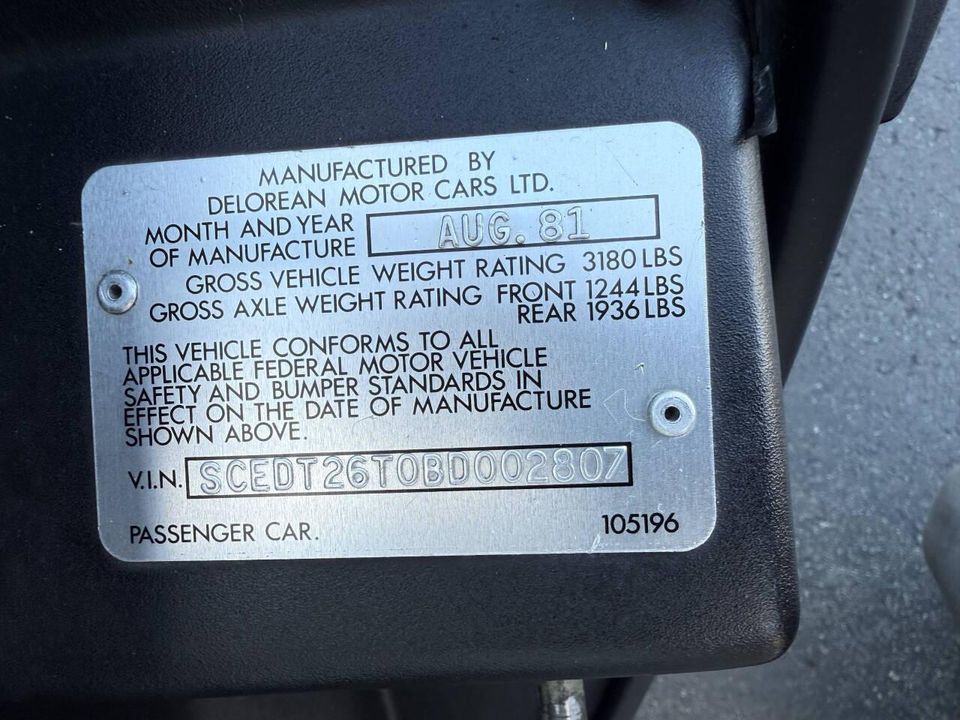 MANUFACTURED BY
DELOREAN MOTOR CARS LTD.
MONTH AND YEAR
OF MANUFACTURE AUG. 81
GROSS VEHICLE WEIGHT RATING 3180 LBS
GROSS AXLE WEIGHT RATING FRONT 1244 LBS
REAR 1936 LBS
THIS VEHICLE CONFORMS TO ALL
APPLICABLE FEDERAL MOTOR VEHICLE
SAFETY AND BUMPER STANDARDS IN
EFFECT ON THE DATE OF MANUFACTURE
SHOWN ABOVE.
V.I.N. SCEDT26T0BD002807
PASSENGER CAR. 105196